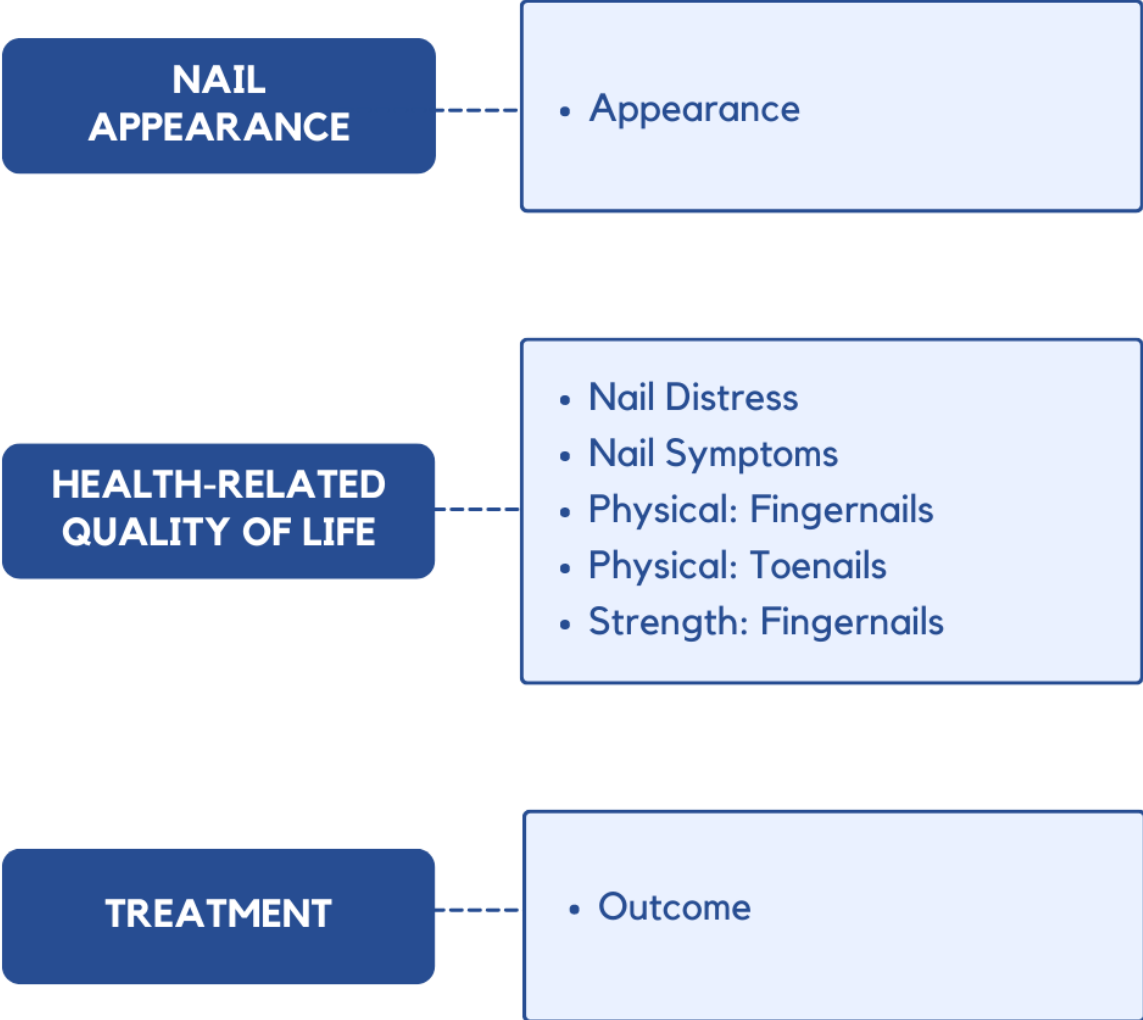 NAIL
APPEARANCE
• Appearance
HEALTH-RELATED
QUALITY OF LIFE
• Nail Distress
• Nail Symptoms
• Physical: Fingernails
• Physical: Toenails
• Strength: Fingernails
TREATMENT
• Outcome